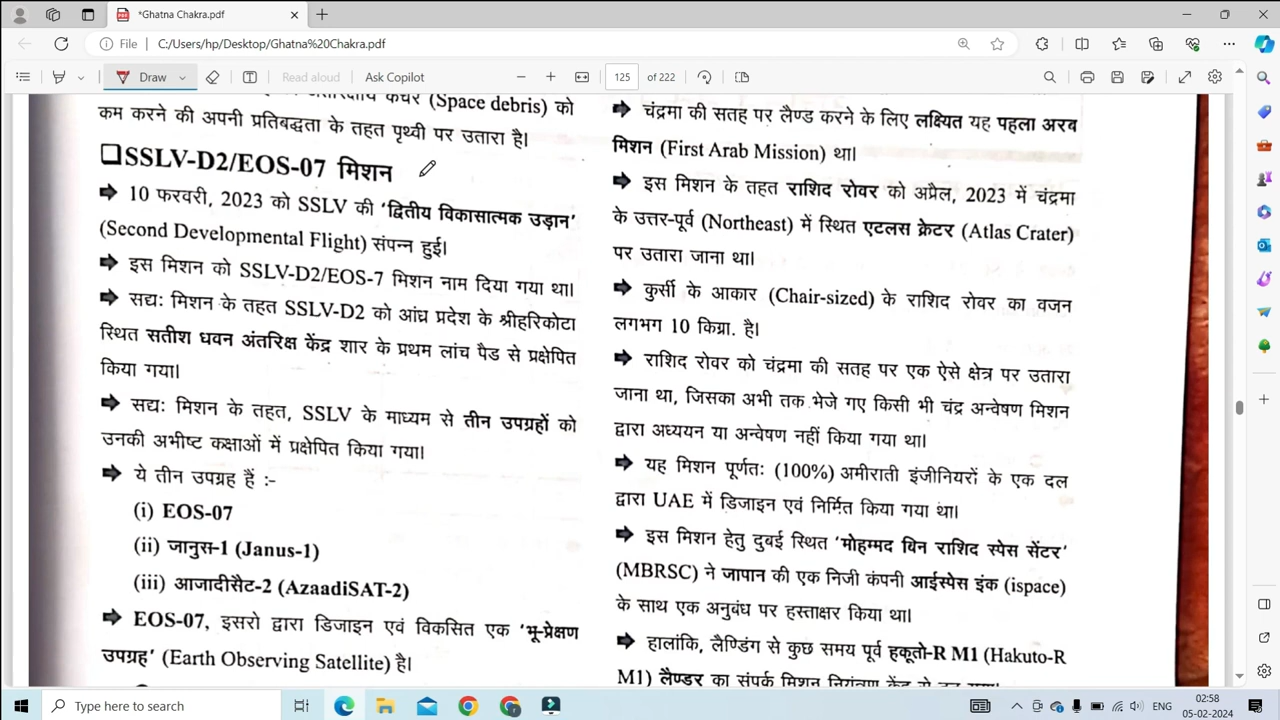 *Ghatna Chakra.pdf
File
C:/Users/hp/Desktop/Ghatna%20Chakra.pdf
Draw
Read aloud
Ask Copilot
125
of 222
(Space debris) को
कम करने की अपनी प्रतिबद्धता के तहत पृथ्वी पर उतारा है।
❑SSLV-D2/EOS-07 मिशन
➡ 10 फरवरी, 2023 को SSLV की ‘द्वितीय विकासात्मक उड़ान’
(Second Developmental Flight) संपन्न हुई।
➡ इस मिशन को SSLV-D2/EOS-7 मिशन नाम दिया गया था।
➡ सद्यः मिशन के तहत SSLV-D2 को आंध्र प्रदेश के श्रीहरिकोटा
स्थित सतीश धवन अंतरिक्ष केंद्र शार के प्रथम लांच पैड से प्रक्षेपित
किया गया।
➡ सद्यः मिशन के तहत, SSLV के माध्यम से तीन उपग्रहों को
उनकी अभीष्ट कक्षाओं में प्रक्षेपित किया गया।
➡ ये तीन उपग्रह हैं :-
(i) EOS-07
(ii) जानुस-1 (Janus-1)
(iii) आजादीसैट-2 (AzaadiSAT-2)
➡ EOS-07, इसरो द्वारा डिजाइन एवं विकसित एक ‘भू-प्रेक्षण
उपग्रह’ (Earth Observing Satellite) है।
➡ चंद्रमा की सतह पर लैण्ड करने के लिए लक्ष्यित यह पहला अरब
मिशन (First Arab Mission) था।
➡ इस मिशन के तहत राशिद रोवर को अप्रैल, 2023 में चंद्रमा
के उत्तर-पूर्व (Northeast) में स्थित एटलस क्रेटर (Atlas Crater)
पर उतारा जाना था।
➡ कुर्सी के आकार (Chair-sized) के राशिद रोवर का वजन
लगभग 10 किग्रा. है।
➡ राशिद रोवर को चंद्रमा की सतह पर एक ऐसे क्षेत्र पर उतारा
जाना था, जिसका अभी तक भेजे गए किसी भी चंद्र अन्वेषण मिशन
द्वारा अध्ययन या अन्वेषण नहीं किया गया था।
➡ यह मिशन पूर्णतः (100%) अमीराती इंजीनियरों के एक दल
द्वारा UAE में डिजाइन एवं निर्मित किया गया था।
➡ इस मिशन हेतु दुबई स्थित ‘मोहम्मद बिन राशिद स्पेस सेंटर’
(MBRSC) ने जापान की एक निजी कंपनी आईस्पेस इंक (ispace)
के साथ एक अनुबंध पर हस्ताक्षर किया था।
➡ हालांकि, लैण्डिंग से कुछ समय पूर्व हकूतो-R M1 (Hakuto-R
M1) लैण्डर का संपर्क मिशन नियंत्रण केंद्र से
Type here to search
ENG
02:58
05-02-2024